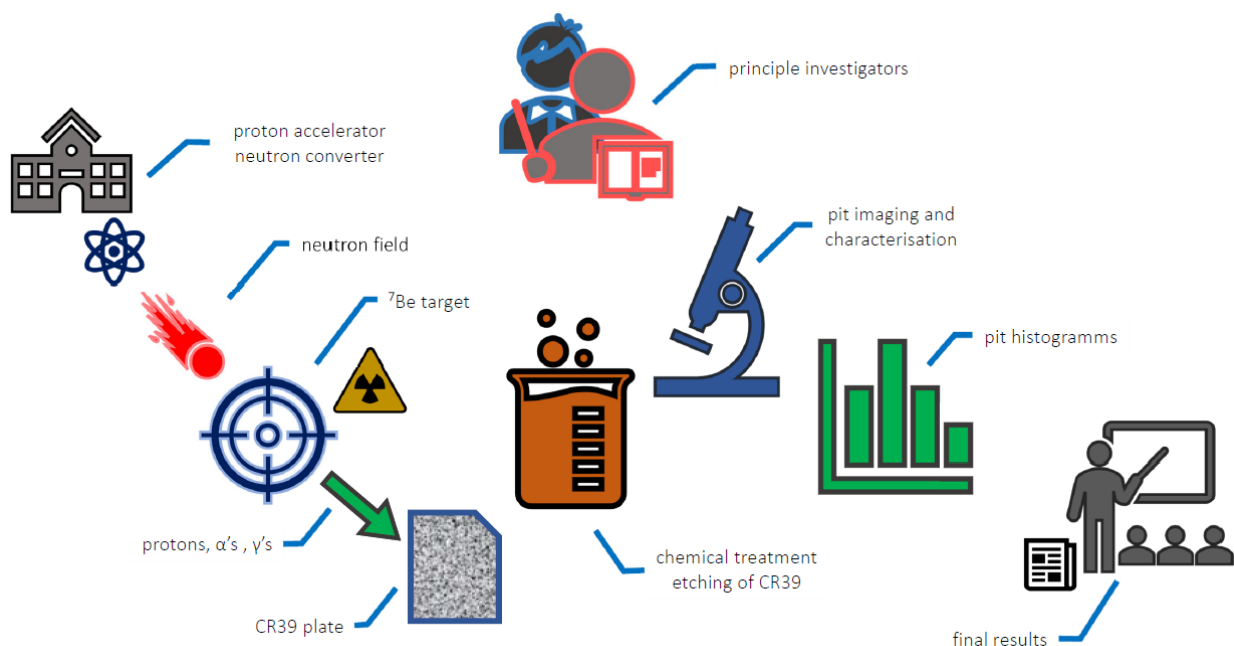 principle investigators
proton accelerator
neutron converter
pit imaging and
characterisation
neutron field
⁷Be target
pit histogramms
protons, α's , γ's
chemical treatment
etching of CR39
CR39 plate
final results